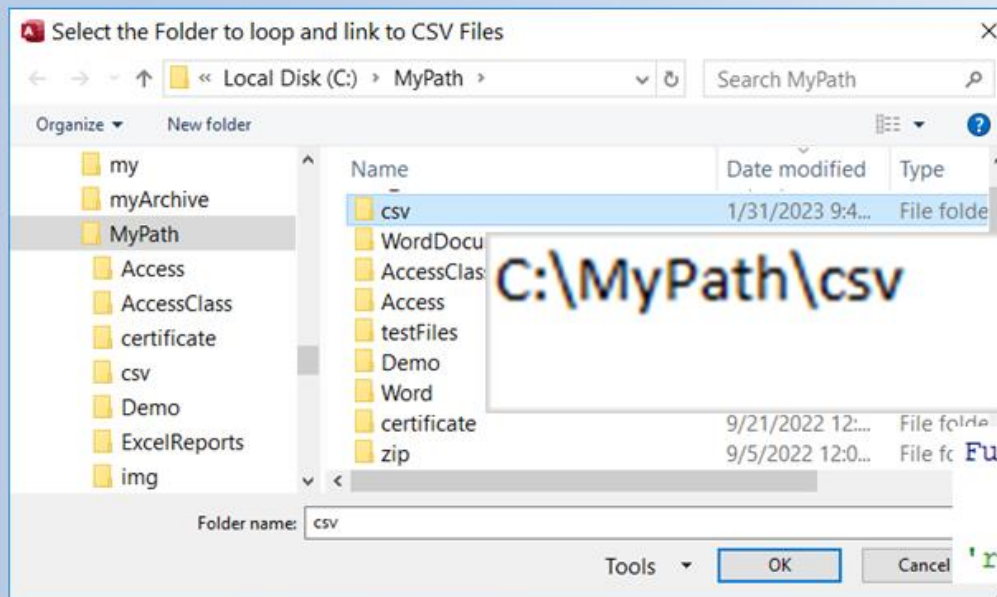 Select the Folder to loop and link to CSV Files
« Local Disk (C:) › MyPath ›
Search MyPath
Organize
New folder
my
myArchive
MyPath
Access
AccessClass
certificate
csv
Demo
ExcelReports
img
Name Date modified Type
csv 1/31/2023 9:4... File folde
WordDocu
AccessClas
Access
testFiles
Demo
Word
certificate 9/21/2022 12:... File folde
zip 9/5/2022 12:0... File fc
C:\MyPath\csv
Fu
'r
Folder name: csv
Tools OK Cancel